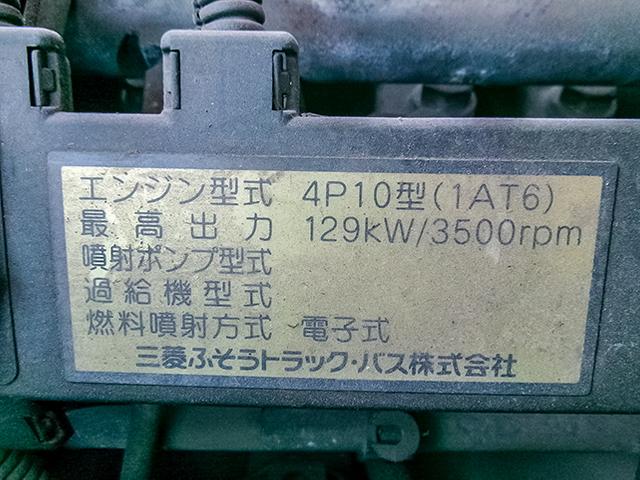 エンジン型式 4P10型(1AT6)
最高出力 129kW/3500rpm
噴射ポンプ型式
過給機型式
燃料噴射方式 電子式
三菱ふそうトラック・バス株式会社